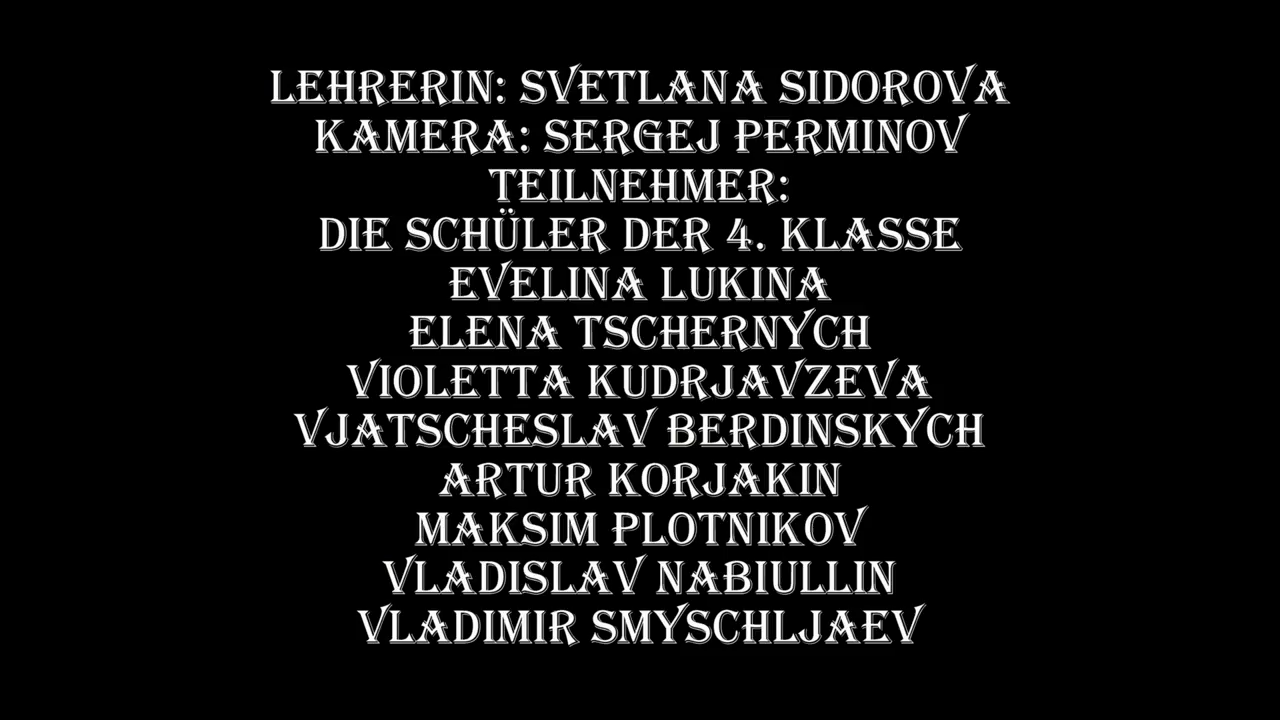 LEHRERIN: SVETLANA SIDOROVA
KAMERA: SERGEJ PERMINOV
TEILNEHMER:
DIE SCHÜLER DER 4. KLASSE
EVELINA LUKINA
ELENA TSCHERNYCH
VIOLETTA KUDRJAVZEVA
VJATSCHESLAV BERDINSKYCH
ARTUR KORJAKIN
MAKSIM PLOTNIKOV
VLADISLAV NABIULLIN
VLADIMIR SMYSCHLJAEV